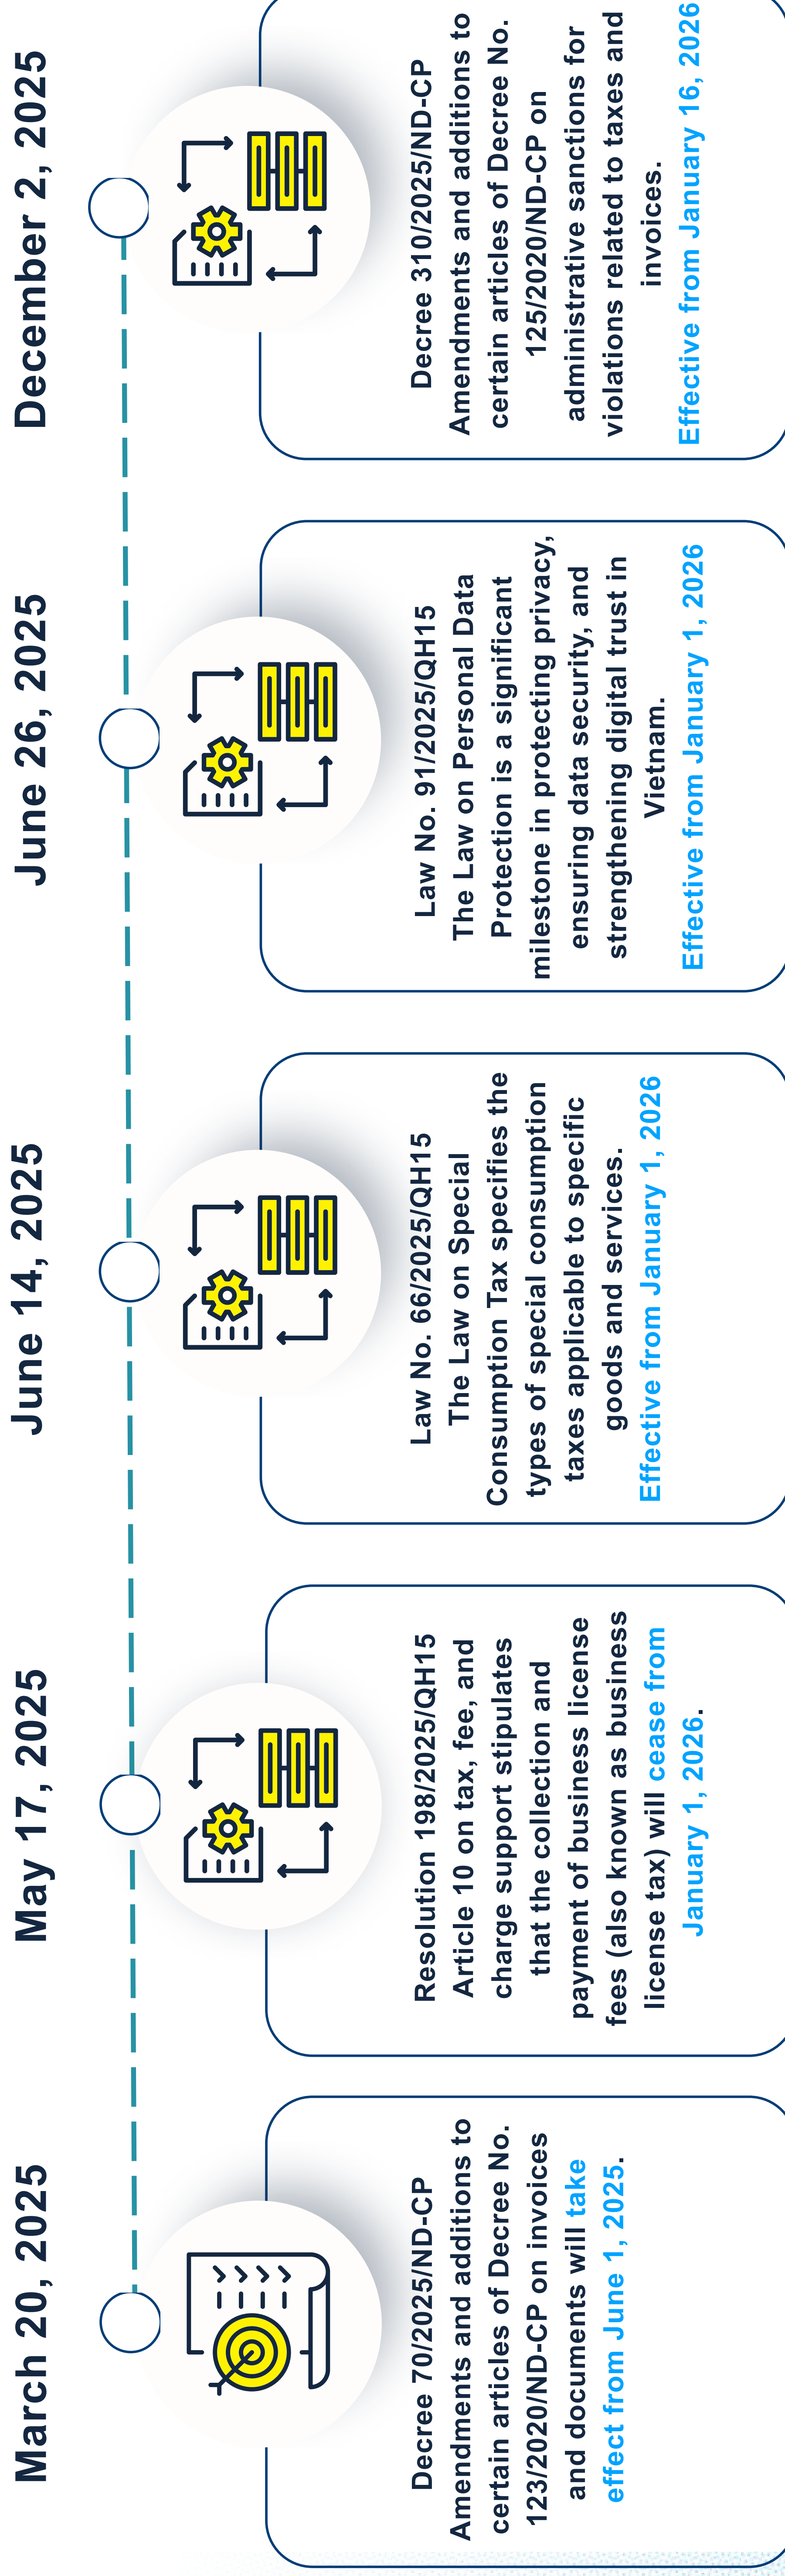 March 20, 2025
Decree 70/2025/ND-CP
Amendments and additions to
certain articles of Decree No.
123/2020/ND-CP on invoices
and documents will take
effect from June 1, 2025.
May 17, 2025
Resolution 198/2025/QH15
Article 10 on tax, fee, and
charge support stipulates
that the collection and
payment of business license
fees (also known as business
license tax) will cease from
January 1, 2026.
June 14, 2025
Law No. 66/2025/QH15
The Law on Special
Consumption Tax specifies the
types of special consumption
taxes applicable to specific
goods and services.
Effective from January 1, 2026
June 26, 2025
Law No. 91/2025/QH15
The Law on Personal Data
Protection is a significant
milestone in protecting privacy,
ensuring data security, and
strengthening digital trust in
Vietnam.
Effective from January 1, 2026
December 2, 2025
Decree 310/2025/ND-CP
Amendments and additions to
certain articles of Decree No.
125/2020/ND-CP on
administrative sanctions for
violations related to taxes and
invoices.
Effective from January 16, 2026